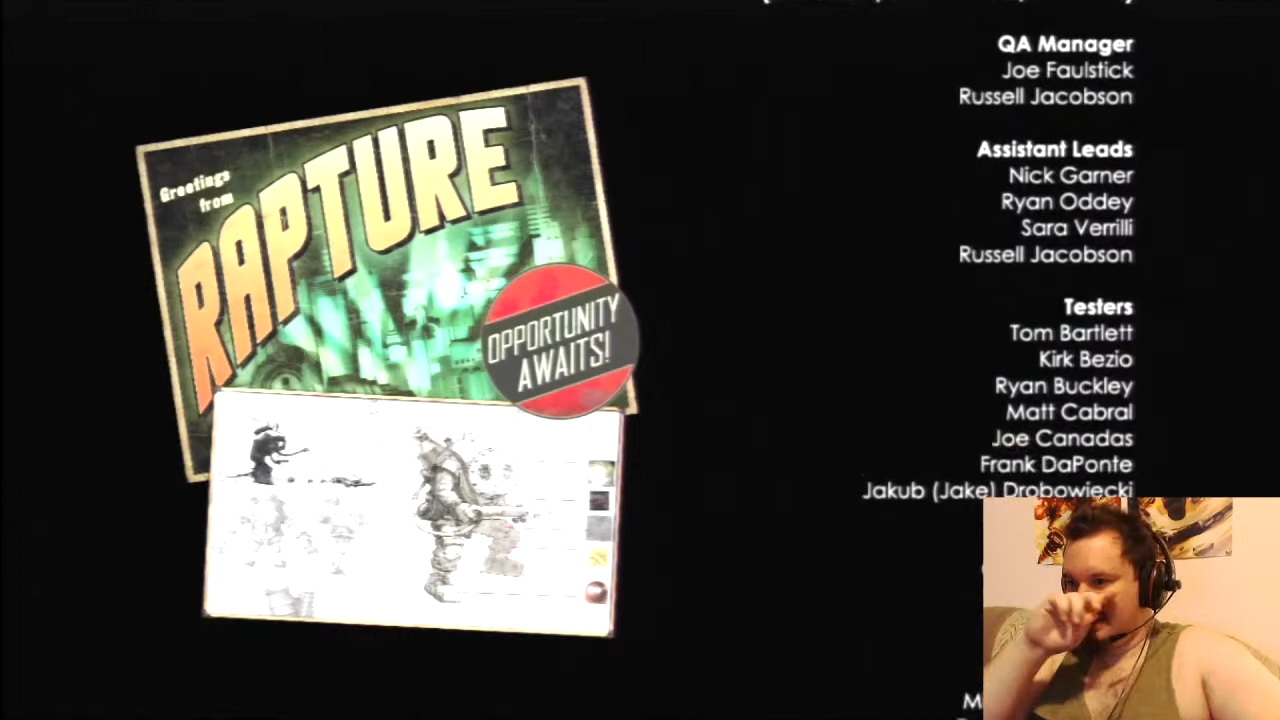 Greetings
from
RAPTURE
OPPORTUNITY
AWAITS!
QA Manager
Joe Faulstick
Russell Jacobson
Assistant Leads
Nick Garner
Ryan Oddey
Sara Verrilli
Russell Jacobson
Testers
Tom Bartlett
Kirk Bezio
Ryan Buckley
Matt Cabral
Joe Canadas
Frank DaPonte
Jakub (Jake) Drobowiecki